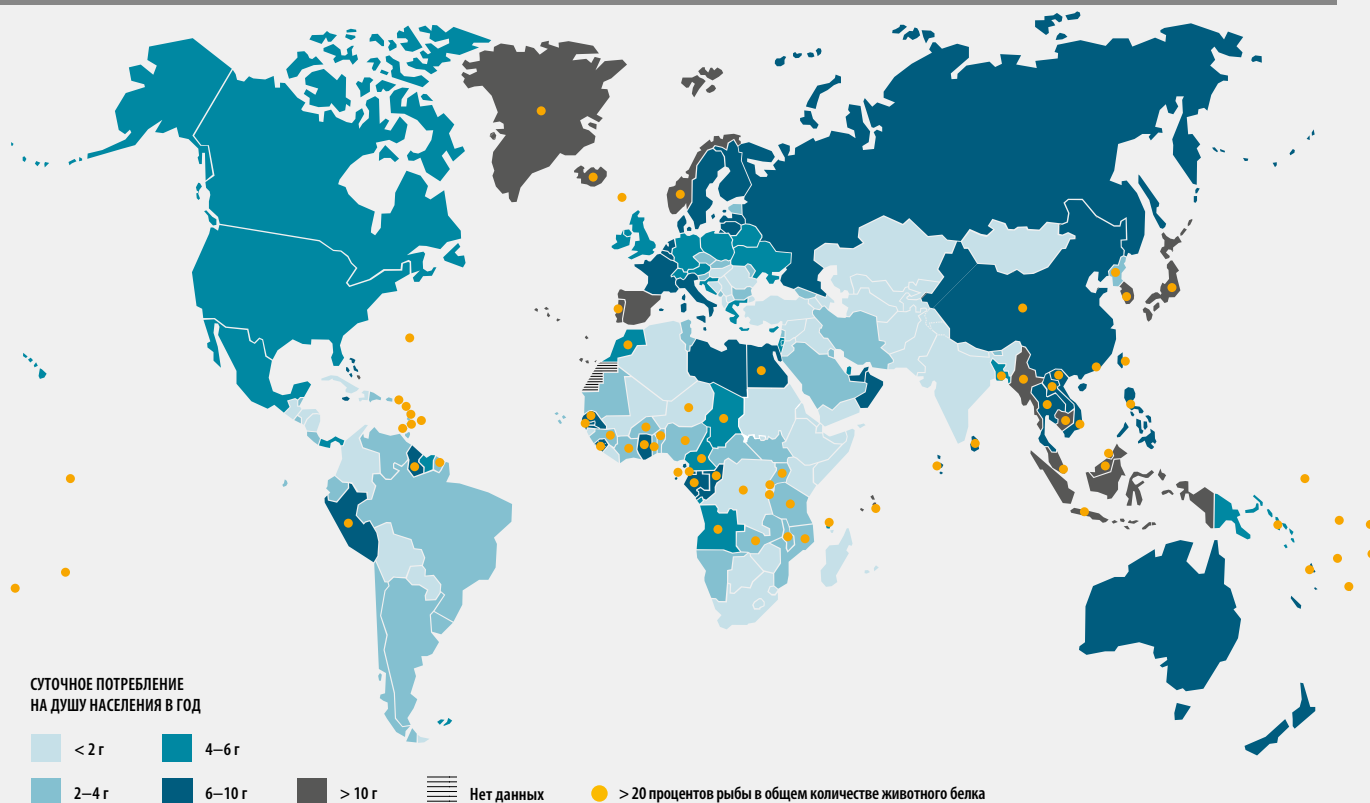 СУТОЧНОЕ ПОТРЕБЛЕНИЕ
НА ДУШУ НАСЕЛЕНИЯ В ГОД
< 2 г
4–6 г
2–4 г
6–10 г
> 10 г
Нет данных
> 20 процентов рыбы в общем количестве животного белка